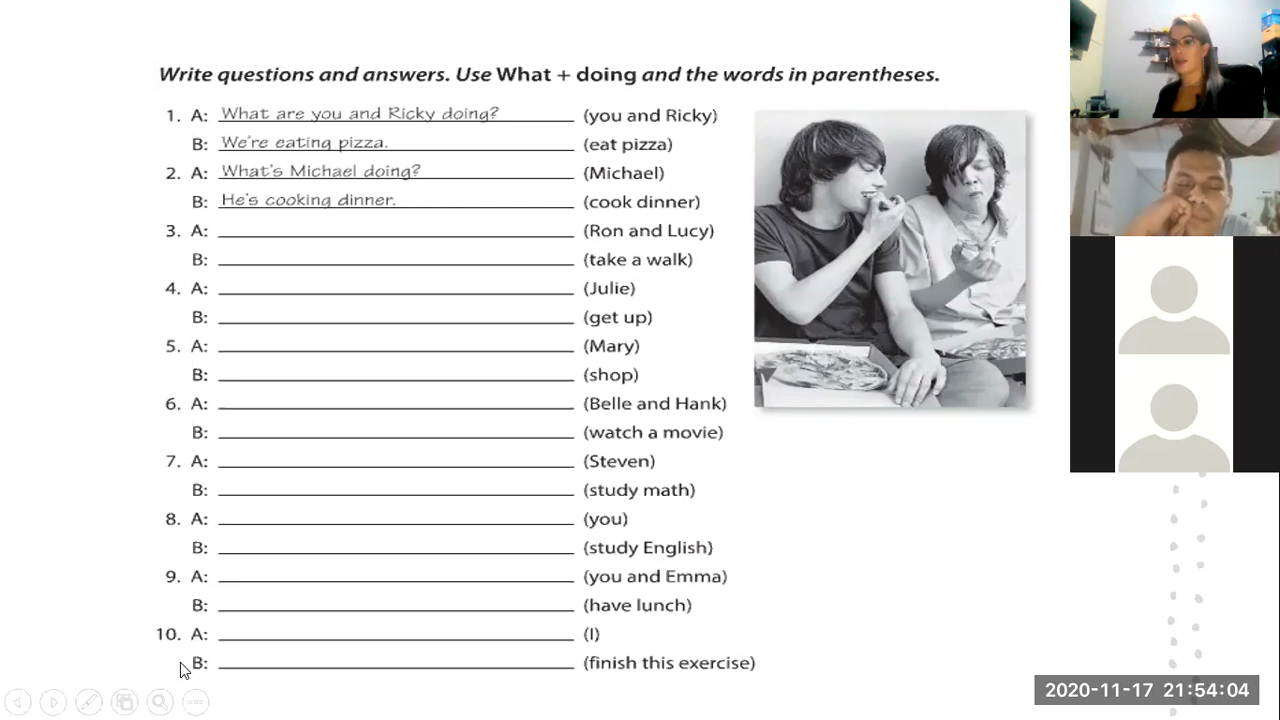 Write questions and answers. Use What + doing and the words in parentheses.
1. A: What are you and Ricky doing? (you and Ricky)
B: We're eating pizza. (eat pizza)
2. A: What's Michael doing? (Michael)
B: He's cooking dinner. (cook dinner)
3. A: (Ron and Lucy)
B: (take a walk)
4. A: (Julie)
B: (get up)
5. A: (Mary)
B: (shop)
6. A: (Belle and Hank)
B: (watch a movie)
7. A: (Steven)
B: (study math)
8. A: (you)
B: (study English)
9. A: (you and Emma)
B: (have lunch)
10. A: (I)
B: (finish this exercise)
2020-11-17 21:54:04